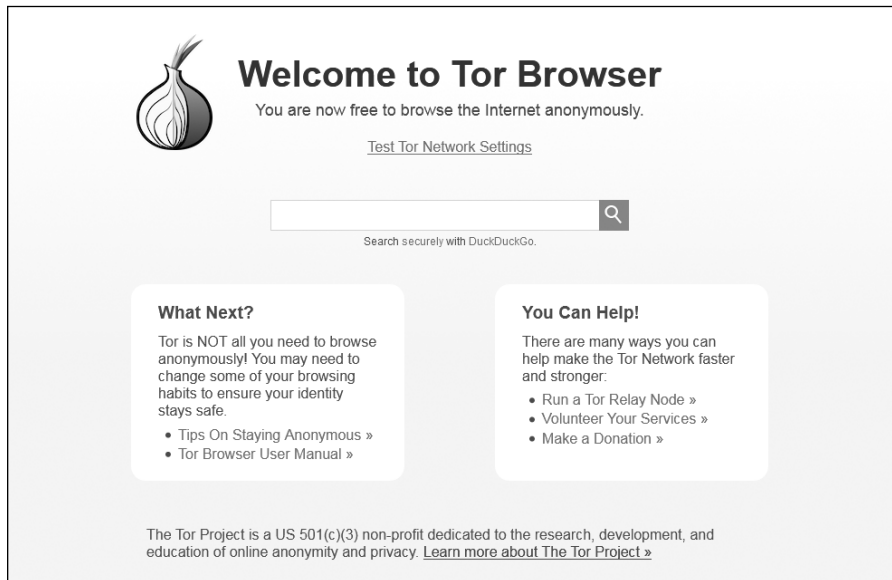 Welcome to Tor Browser
You are now free to browse the Internet anonymously.
Test Tor Network Settings
Search securely with DuckDuckGo.
What Next?
Tor is NOT all you need to browse
anonymously! You may need to
change some of your browsing
habits to ensure your identity
stays safe.
• Tips On Staying Anonymous »
• Tor Browser User Manual »
You Can Help!
There are many ways you can
help make the Tor Network faster
and stronger:
• Run a Tor Relay Node »
• Volunteer Your Services »
• Make a Donation »
The Tor Project is a US 501(c)(3) non-profit dedicated to the research, development, and
education of online anonymity and privacy. Learn more about The Tor Project »